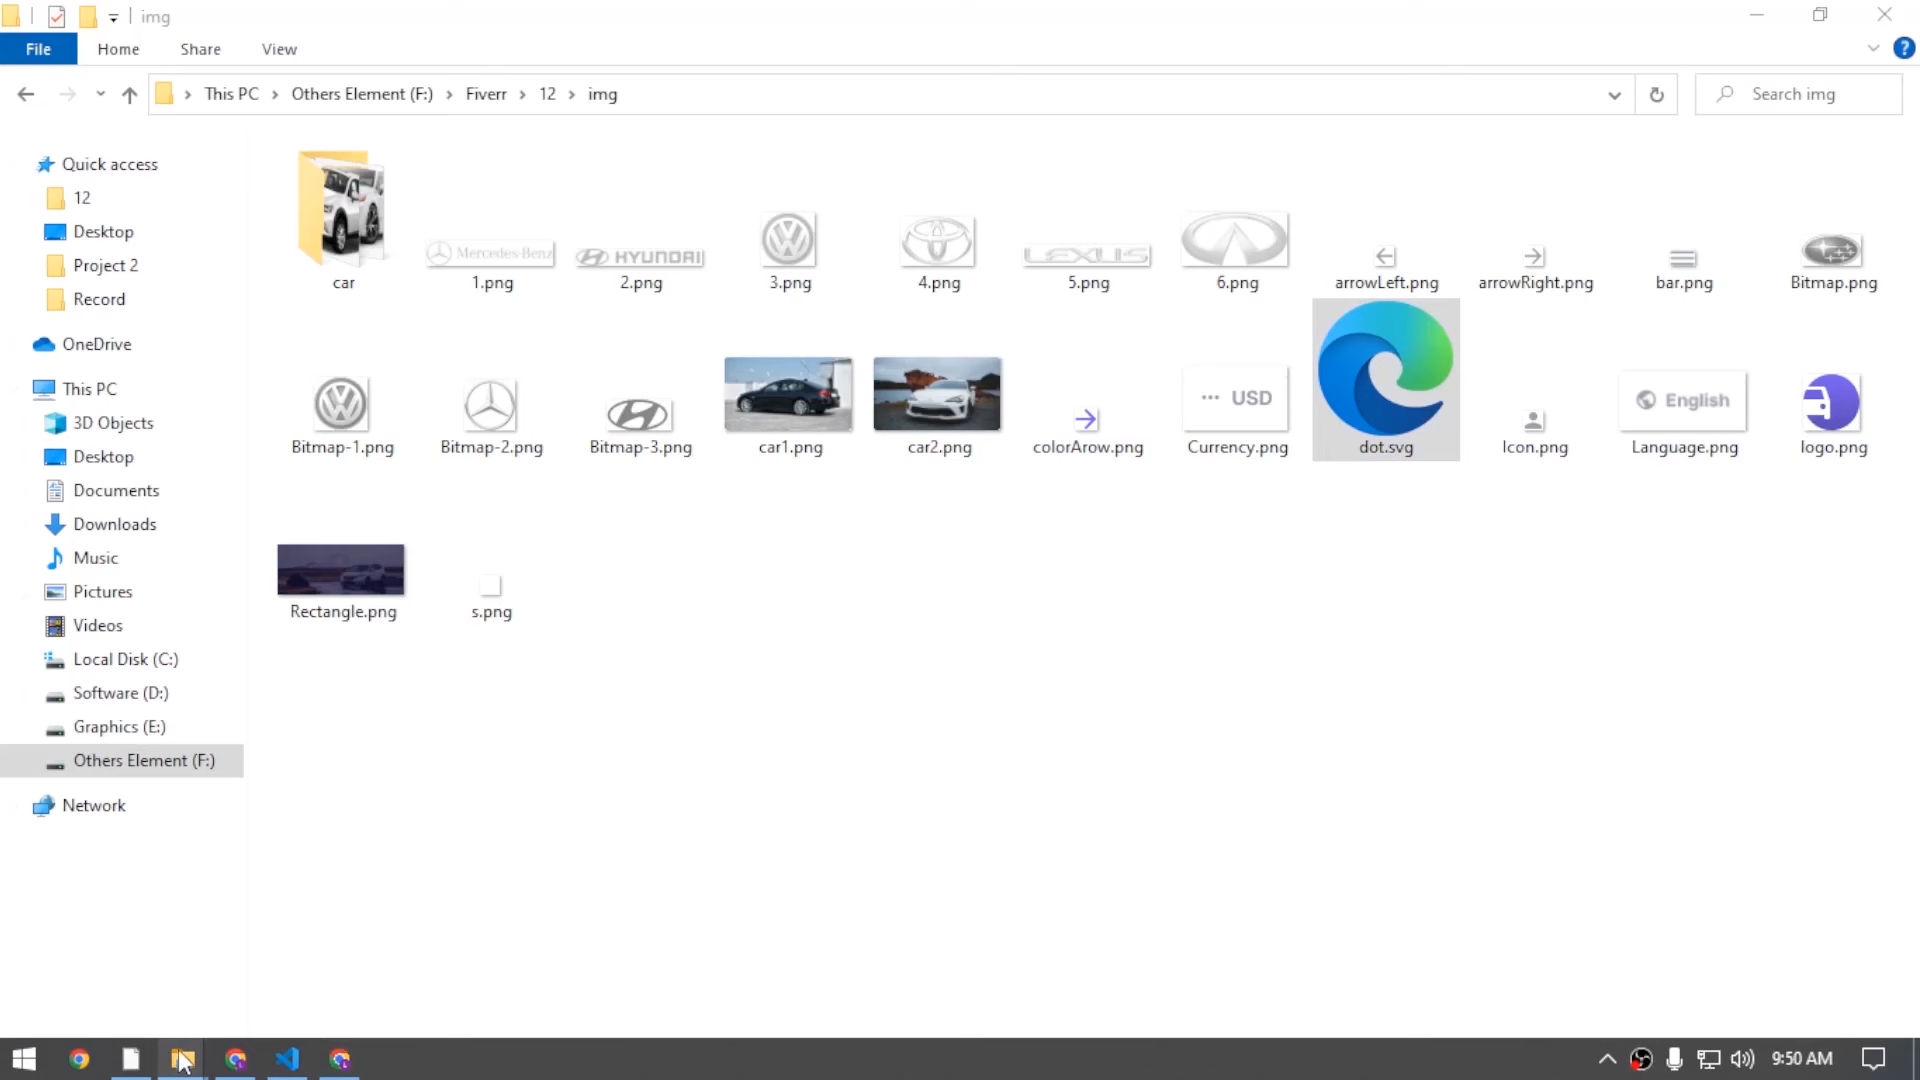 img
File Home Share View
This PC Others Element (F:) Fiverr 12 img
Search img
Quick access
12
Desktop
Project 2
Record
OneDrive
This PC
3D Objects
Desktop
Documents
Downloads
Music
Pictures
Videos
Local Disk (C:)
Software (D:)
Graphics (E:)
Others Element (F:)
Network
Mercedes-Benz HYUNDAI LEXUS
car 1.png 2.png 3.png 4.png 5.png 6.png arrowLeft.png arrowRight.png bar.png Bitmap.png
USD English
Bitmap-1.png Bitmap-2.png Bitmap-3.png car1.png car2.png colorArow.png Currency.png dot.svg Icon.png Language.png logo.png
Rectangle.png s.png
9:50 AM